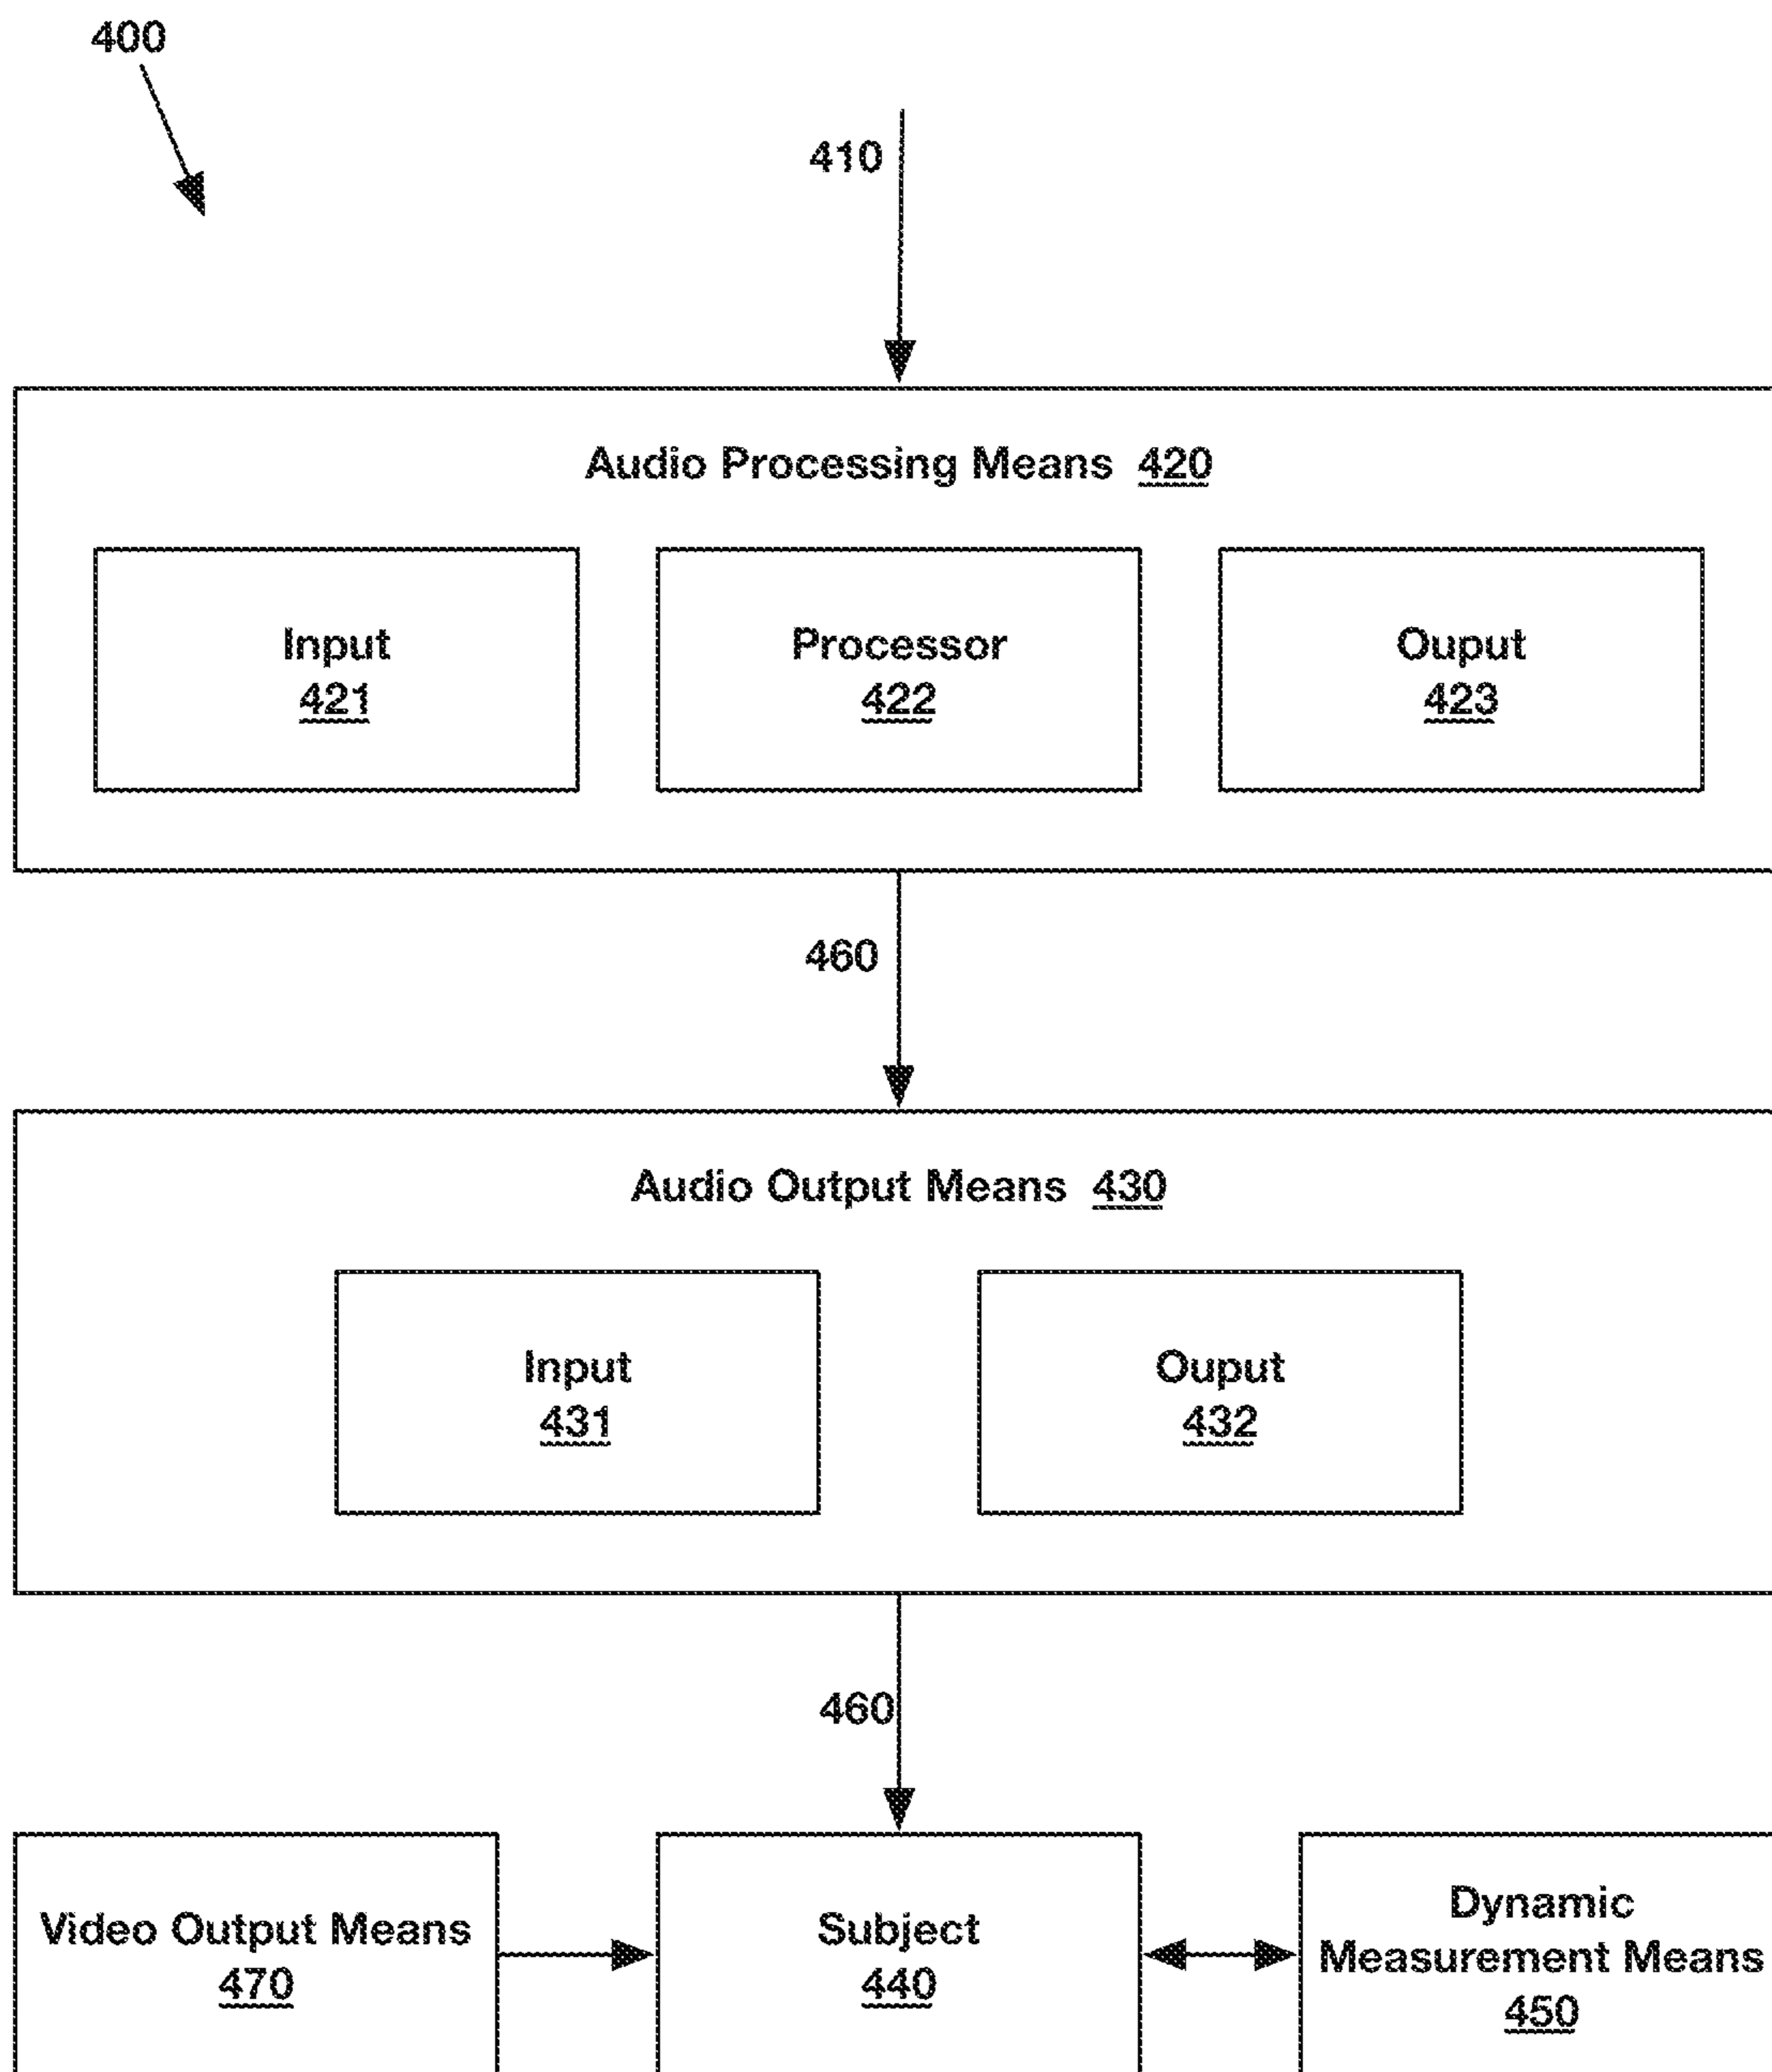 400
410
Audio Processing Means 420
Input
421
Processor
422
Ouput
423
460
Audio Output Means 430
Input
431
Ouput
432
460
Video Output Means
470
Subject
440
Dynamic
Measurement Means
450